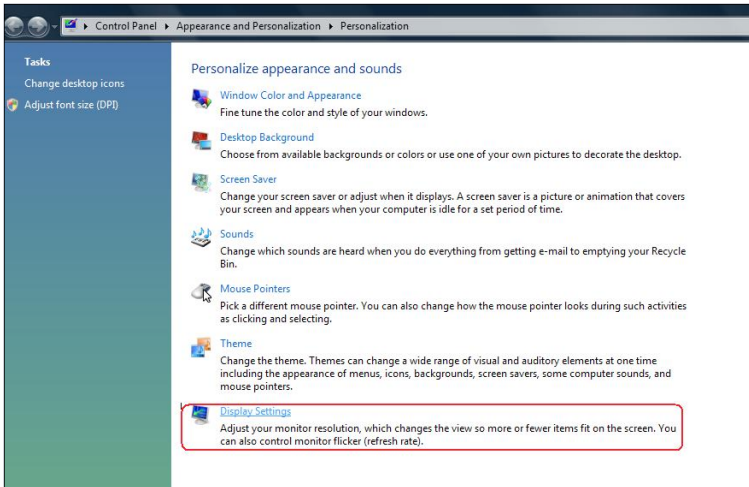 Control Panel ▸ Appearance and Personalization ▸ Personalization
Tasks
Change desktop icons
Adjust font size (DPI)
Personalize appearance and sounds
Window Color and Appearance
Fine tune the color and style of your windows.
Desktop Background
Choose from available backgrounds or colors or use one of your own pictures to decorate the desktop.
Screen Saver
Change your screen saver or adjust when it displays. A screen saver is a picture or animation that covers
your screen and appears when your computer is idle for a set period of time.
Sounds
Change which sounds are heard when you do everything from getting e-mail to emptying your Recycle
Bin.
Mouse Pointers
Pick a different mouse pointer. You can also change how the mouse pointer looks during such activities
as clicking and selecting.
Theme
Change the theme. Themes can change a wide range of visual and auditory elements at one time
including the appearance of menus, icons, backgrounds, screen savers, some computer sounds, and
mouse pointers.
Display Settings
Adjust your monitor resolution, which changes the view so more or fewer items fit on the screen. You
can also control monitor flicker (refresh rate).